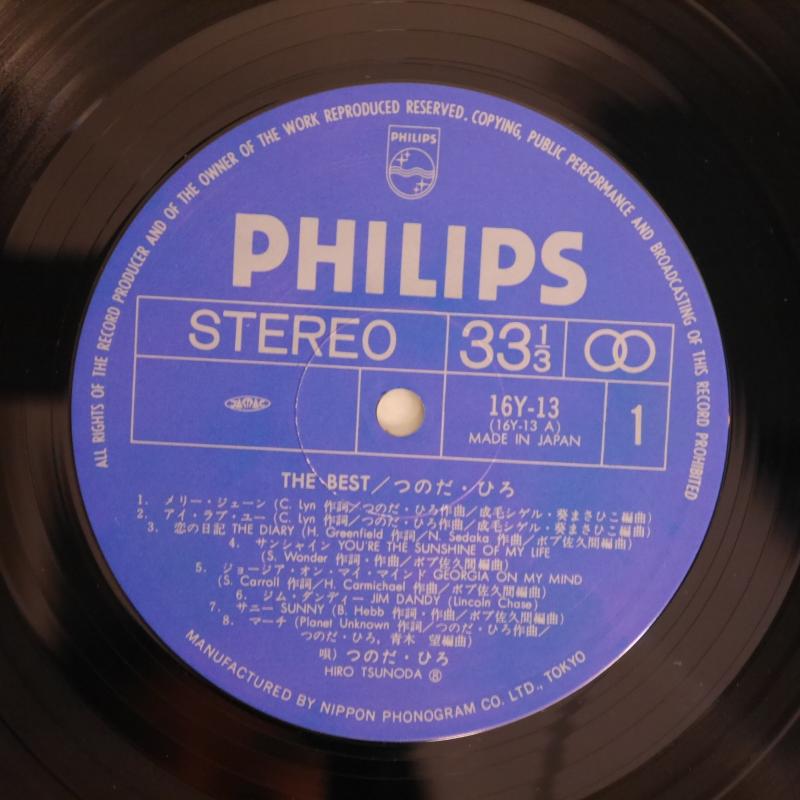 ALL RIGHTS OF THE RECORD PRODUCER AND OF THE OWNER OF THE WORK REPRODUCED RESERVED. COPYING, PUBLIC PERFORMANCE AND BROADCASTING OF THIS RECORD PROHIBITED
PHILIPS
PHILIPS
STEREO 33 1/3
JASRAC
16Y-13
(16Y-13 A)
MADE IN JAPAN
1
THE BEST/つのだ・ひろ
1. メリー・ジェーン (C. Lyn 作詞/つのだ・ひろ作曲/成毛シゲル・葵まさひこ編曲)
2. アイ・ラブ・ユー (C. Lyn 作詞/つのだ・ひろ作曲/成毛シゲル・葵まさひこ編曲)
3. 恋の日記 THE DIARY (H. Greenfield 作詞/N. Sedaka 作曲/ボブ佐久間編曲)
4. サンシャイン YOU'RE THE SUNSHINE OF MY LIFE
(S. Wonder 作詞・作曲/ボブ佐久間編曲)
5. ジョージア・オン・マイ・マインド GEORGIA ON MY MIND
(S. Carroll 作詞/H. Carmichael 作曲/ボブ佐久間編曲)
6. ジム・ダンディー JIM DANDY (Lincoln Chase)
7. サニー SUNNY (B. Hebb 作詞・作曲/ボブ佐久間編曲)
8. マーチ (Planet Unknown 作詞/つのだ・ひろ作曲/
つのだ・ひろ, 青木 望編曲)
唄) つのだ・ひろ
HIRO TSUNODA Ⓡ
MANUFACTURED BY NIPPON PHONOGRAM CO. LTD., TOKYO